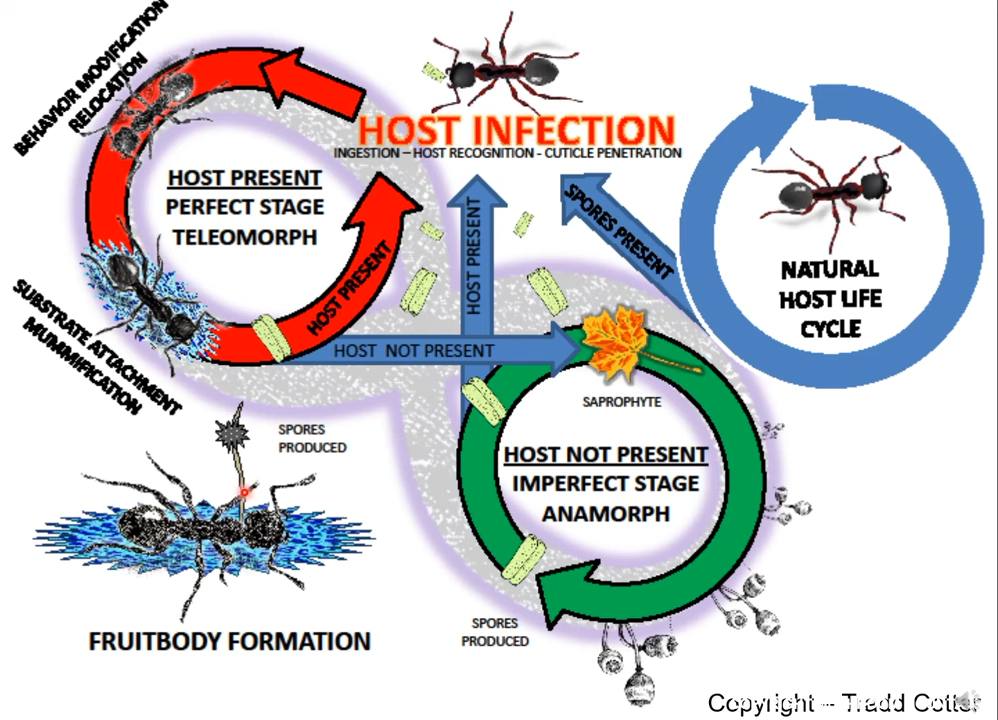 BEHAVIOR MODIFICATION
RELOCATION
HOST INFECTION
INGESTION – HOST RECOGNITION - CUTICLE PENETRATION
HOST PRESENT
PERFECT STAGE
TELEOMORPH
HOST PRESENT
HOST PRESENT
SPORES PRESENT
NATURAL
HOST LIFE
CYCLE
SUBSTRATE ATTACHMENT
MUMMIFICATION
HOST NOT PRESENT
SAPROPHYTE
SPORES
PRODUCED
HOST NOT PRESENT
IMPERFECT STAGE
ANAMORPH
FRUITBODY FORMATION
SPORES
PRODUCED
Copyright – Tradd Cotter